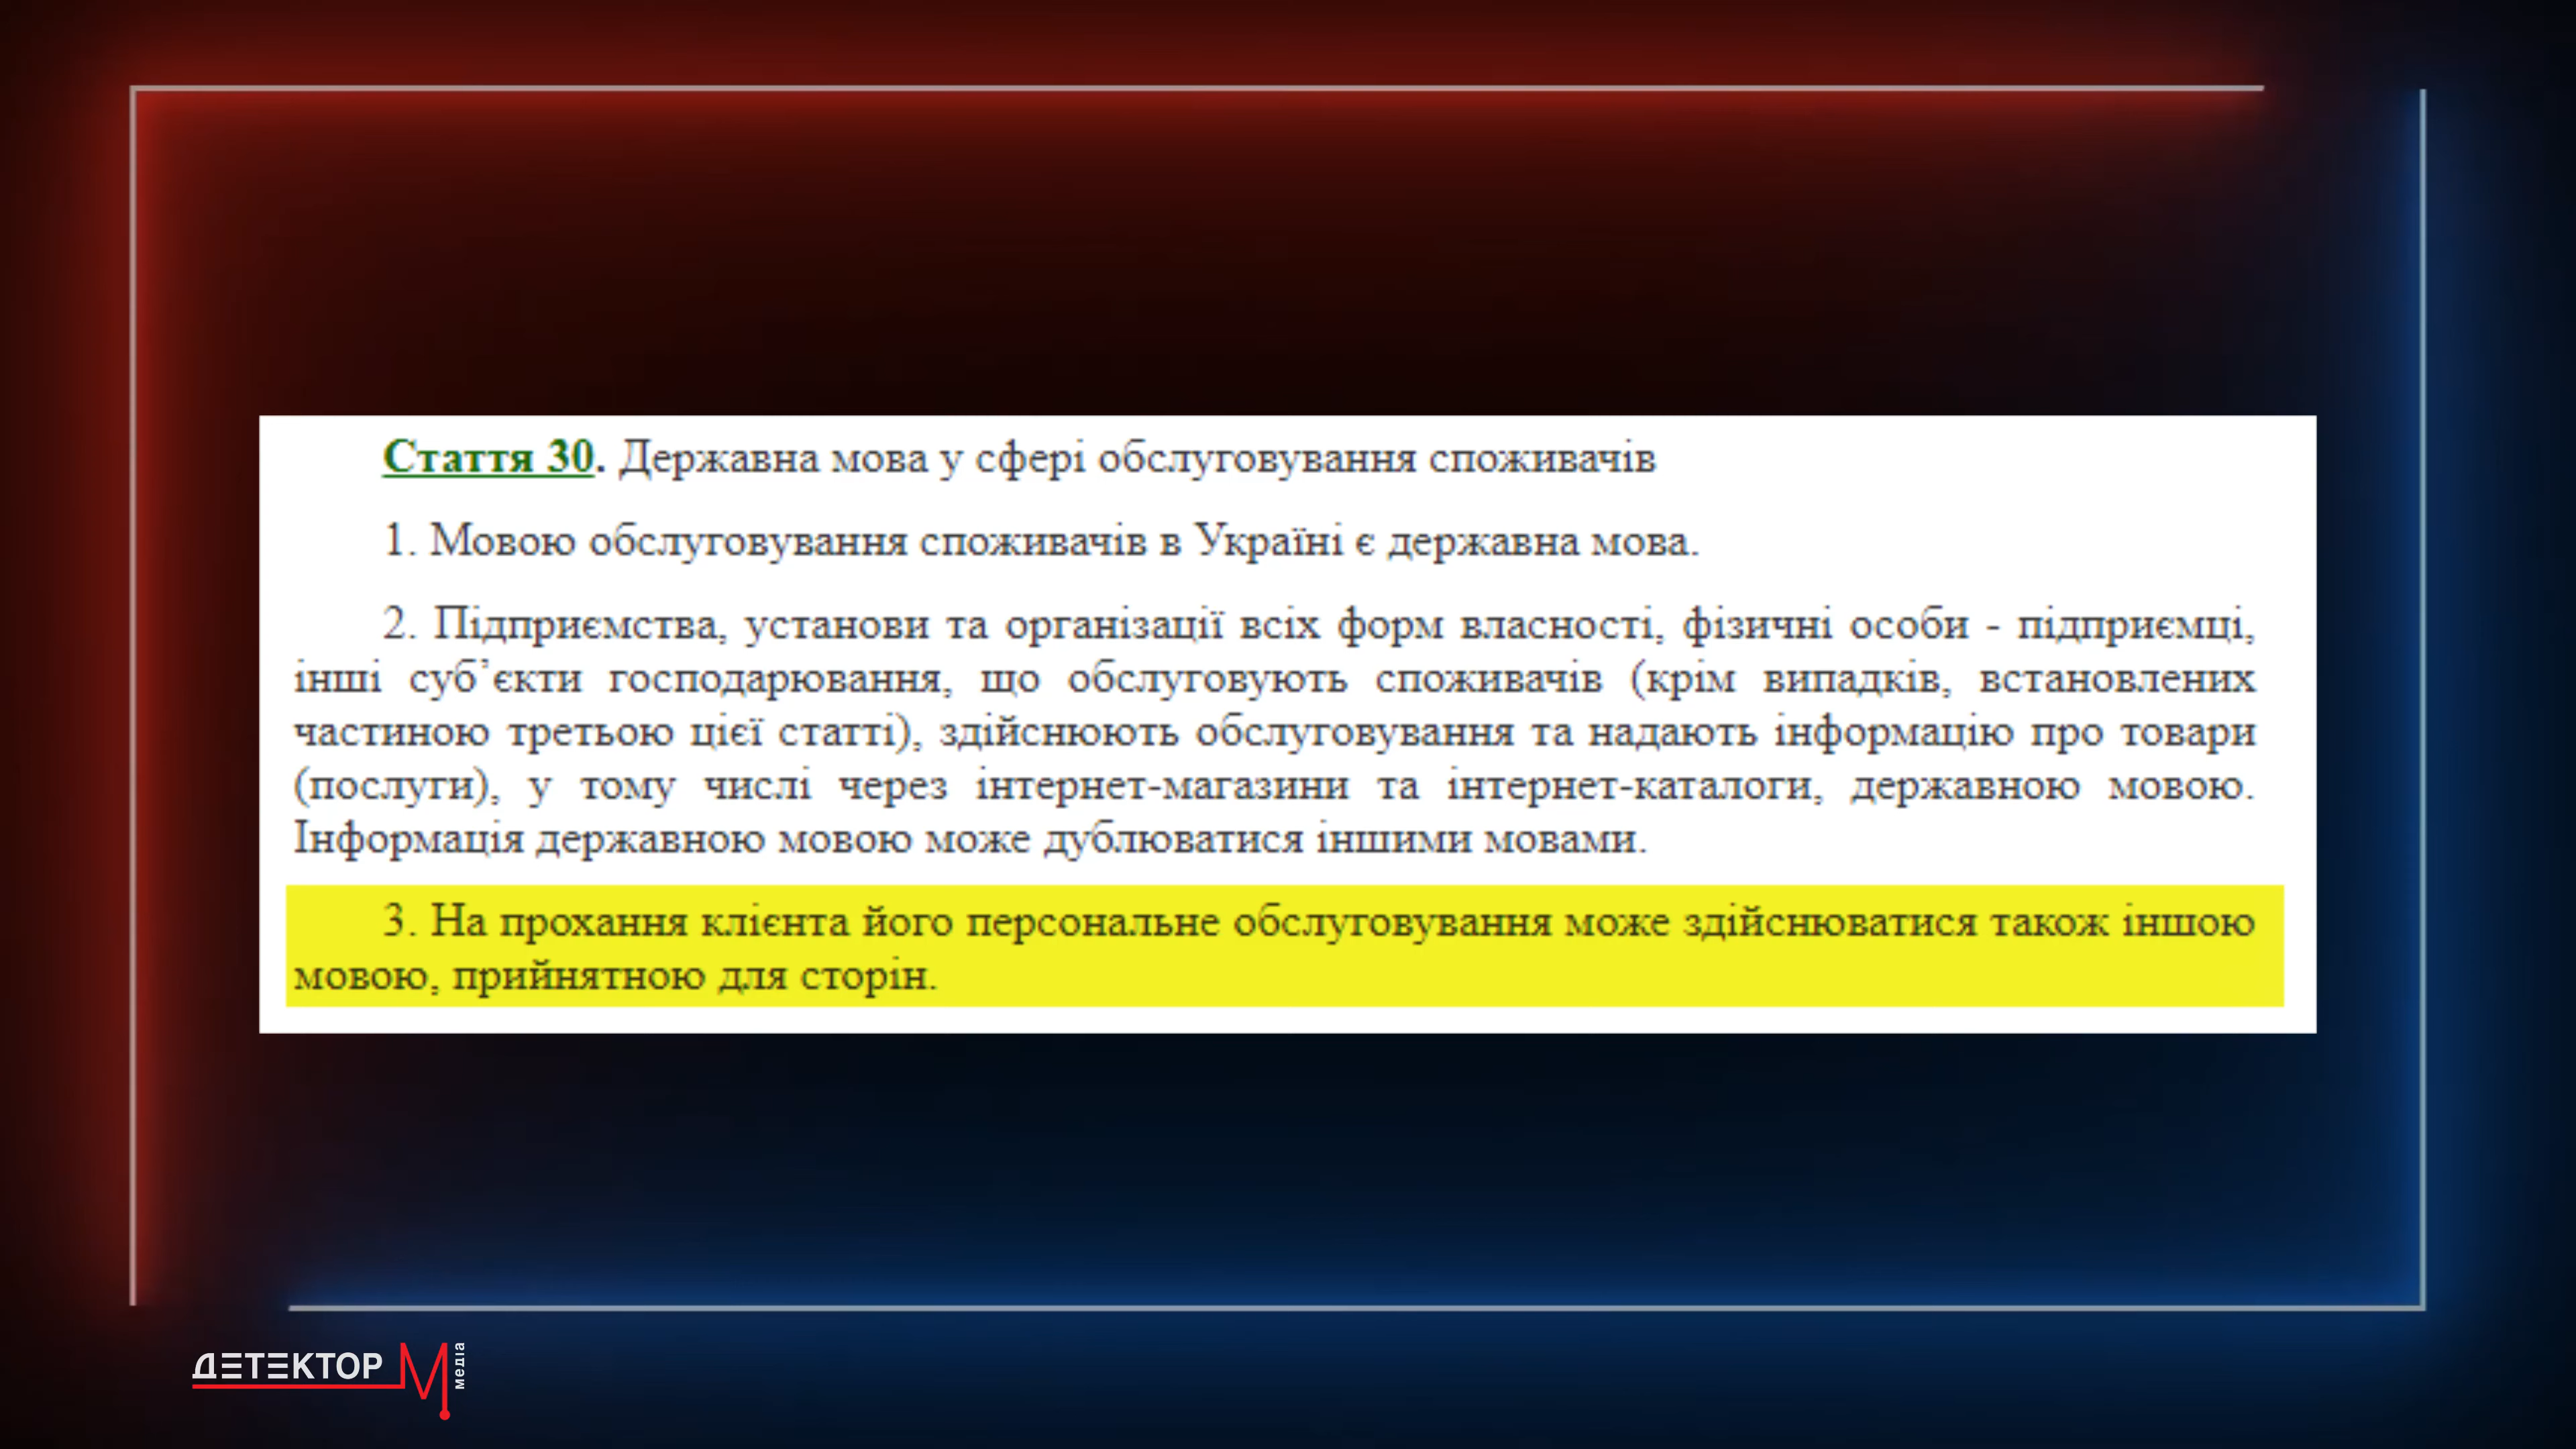 Стаття 30. Державна мова у сфері обслуговування споживачів
1. Мовою обслуговування споживачів в Україні є державна мова.
2. Підприємства, установи та організації всіх форм власності, фізичні особи - підприємці,
інші суб’єкти господарювання, що обслуговують споживачів (крім випадків, встановлених
частиною третьою цієї статті), здійснюють обслуговування та надають інформацію про товари
(послуги), у тому числі через інтернет-магазини та інтернет-каталоги, державною мовою.
Інформація державною мовою може дублюватися іншими мовами.
3. На прохання клієнта його персональне обслуговування може здійснюватися також іншою
мовою, прийнятною для сторін.
ДЕТЕКТОР М
медіа